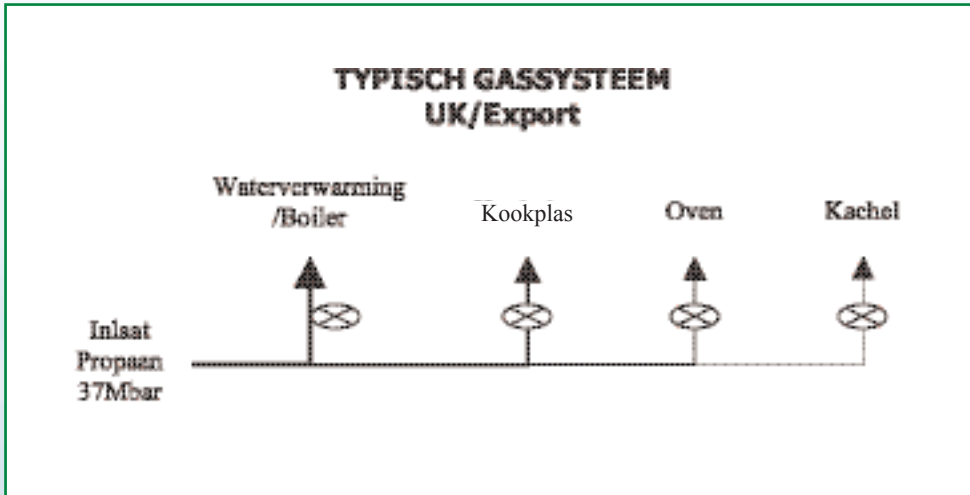 TYPISCH GASSYSTEEM
UK/Export
Waterverwarming
/Boiler
Kookplas
Oven
Kachel
Inlaat
Propaan
37Mbar